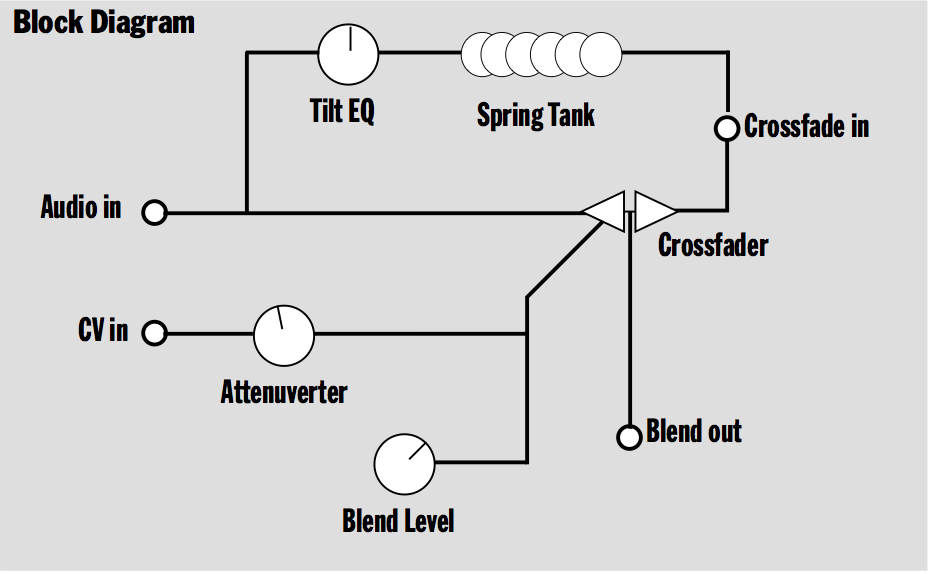 Block Diagram
Tilt EQ
Spring Tank
Crossfade in
Audio in
Crossfader
CV in
Attenuverter
Blend out
Blend Level